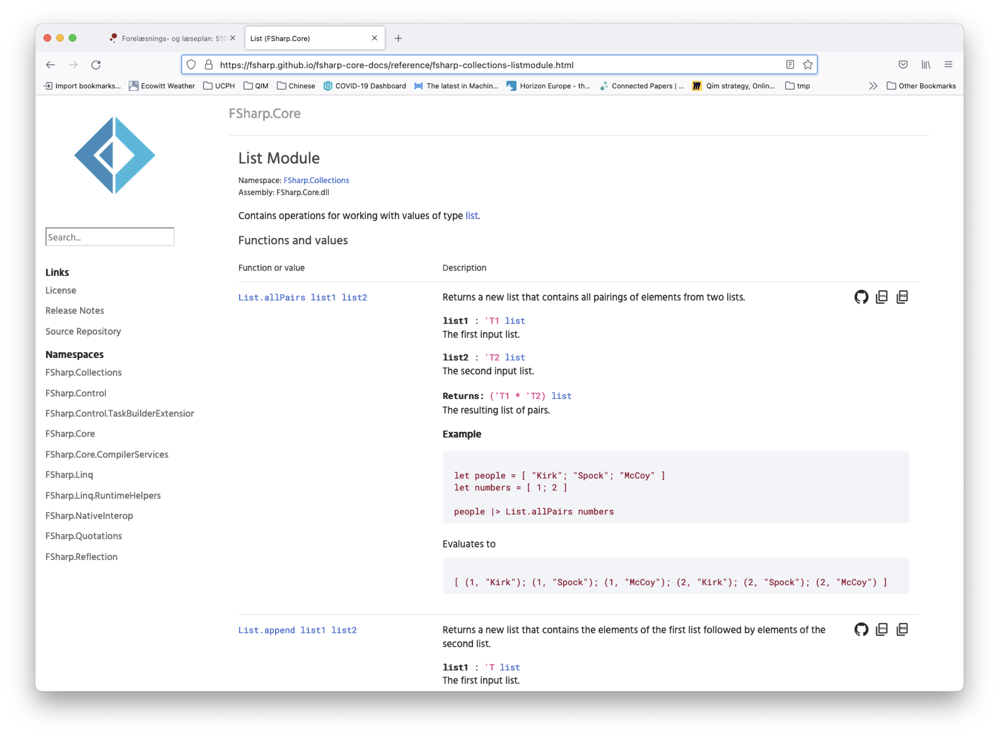 Forelæsnings- og læseplan: 510
List (FSharp.Core)
https://fsharp.github.io/fsharp-core-docs/reference/fsharp-collections-listmodule.html
Import bookmarks... Ecowitt Weather UCPH QIM Chinese COVID-19 Dashboard The latest in Machin... Horizon Europe - th... Connected Papers | ... Qim strategy, Onlin... tmp Other Bookmarks
FSharp.Core
List Module
Namespace: FSharp.Collections
Assembly: FSharp.Core.dll
Contains operations for working with values of type list.
Functions and values
Search...
Links
License
Release Notes
Source Repository
Namespaces
FSharp.Collections
FSharp.Control
FSharp.Control.TaskBuilderExtension
FSharp.Core
FSharp.Core.CompilerServices
FSharp.Linq
FSharp.Linq.RuntimeHelpers
FSharp.NativeInterop
FSharp.Quotations
FSharp.Reflection
Function or value Description
List.allPairs list1 list2
Returns a new list that contains all pairings of elements from two lists.
XML MD
list1 : 'T1 list
The first input list.
list2 : 'T2 list
The second input list.
Returns: ('T1 * 'T2) list
The resulting list of pairs.
Example
let people = [ "Kirk"; "Spock"; "McCoy" ]
let numbers = [ 1; 2 ]
people |> List.allPairs numbers
Evaluates to
[ (1, "Kirk"); (1, "Spock"); (1, "McCoy"); (2, "Kirk"); (2, "Spock"); (2, "McCoy") ]
List.append list1 list2
Returns a new list that contains the elements of the first list followed by elements of the
second list.
XML MD
list1 : 'T list
The first input list.